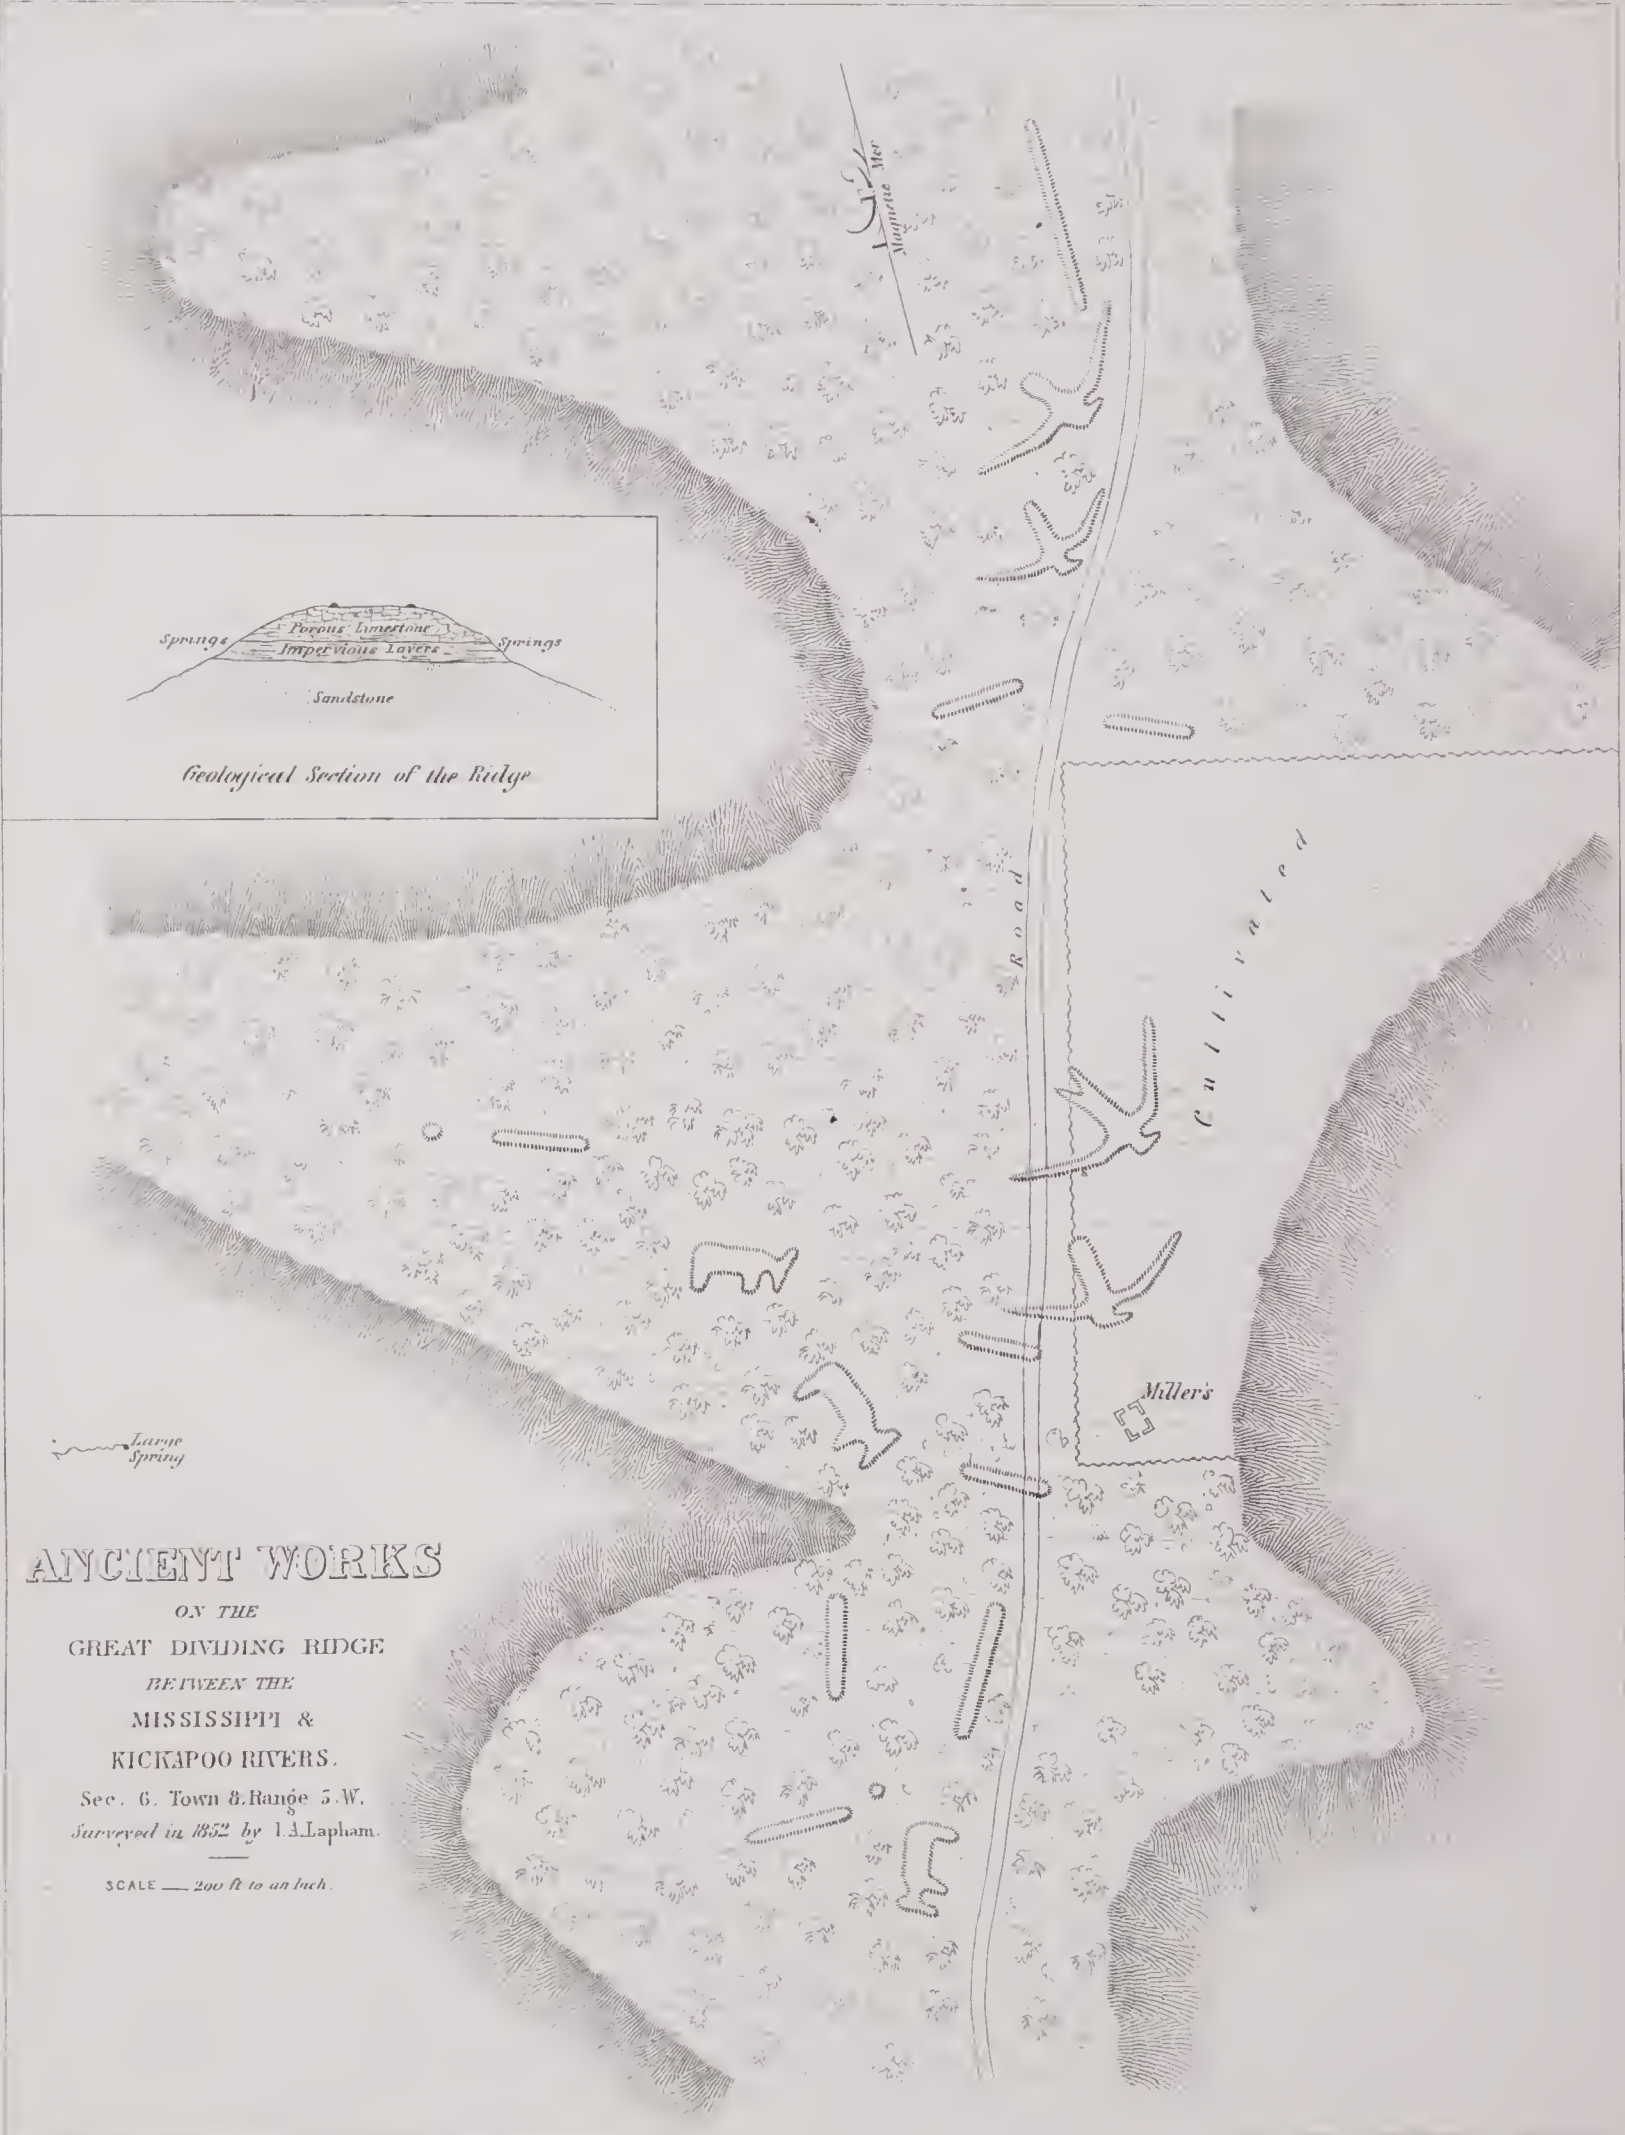 Magnetic Mer
Springs
Porous Limestone
Springs
Impervious Layers
Sandstone
Geological Section of the Ridge
Road
Cultivated
Miller's
Large
Spring
ANCIENT WORKS
ON THE
GREAT DIVIDING RIDGE
BETWEEN THE
MISSISSIPPI &
KICKAPOO RIVERS.
Sec. 6. Town 8. Range 5. W.
Surveyed in 1852 by I.A.Lapham.
SCALE — 200 ft to an Inch.